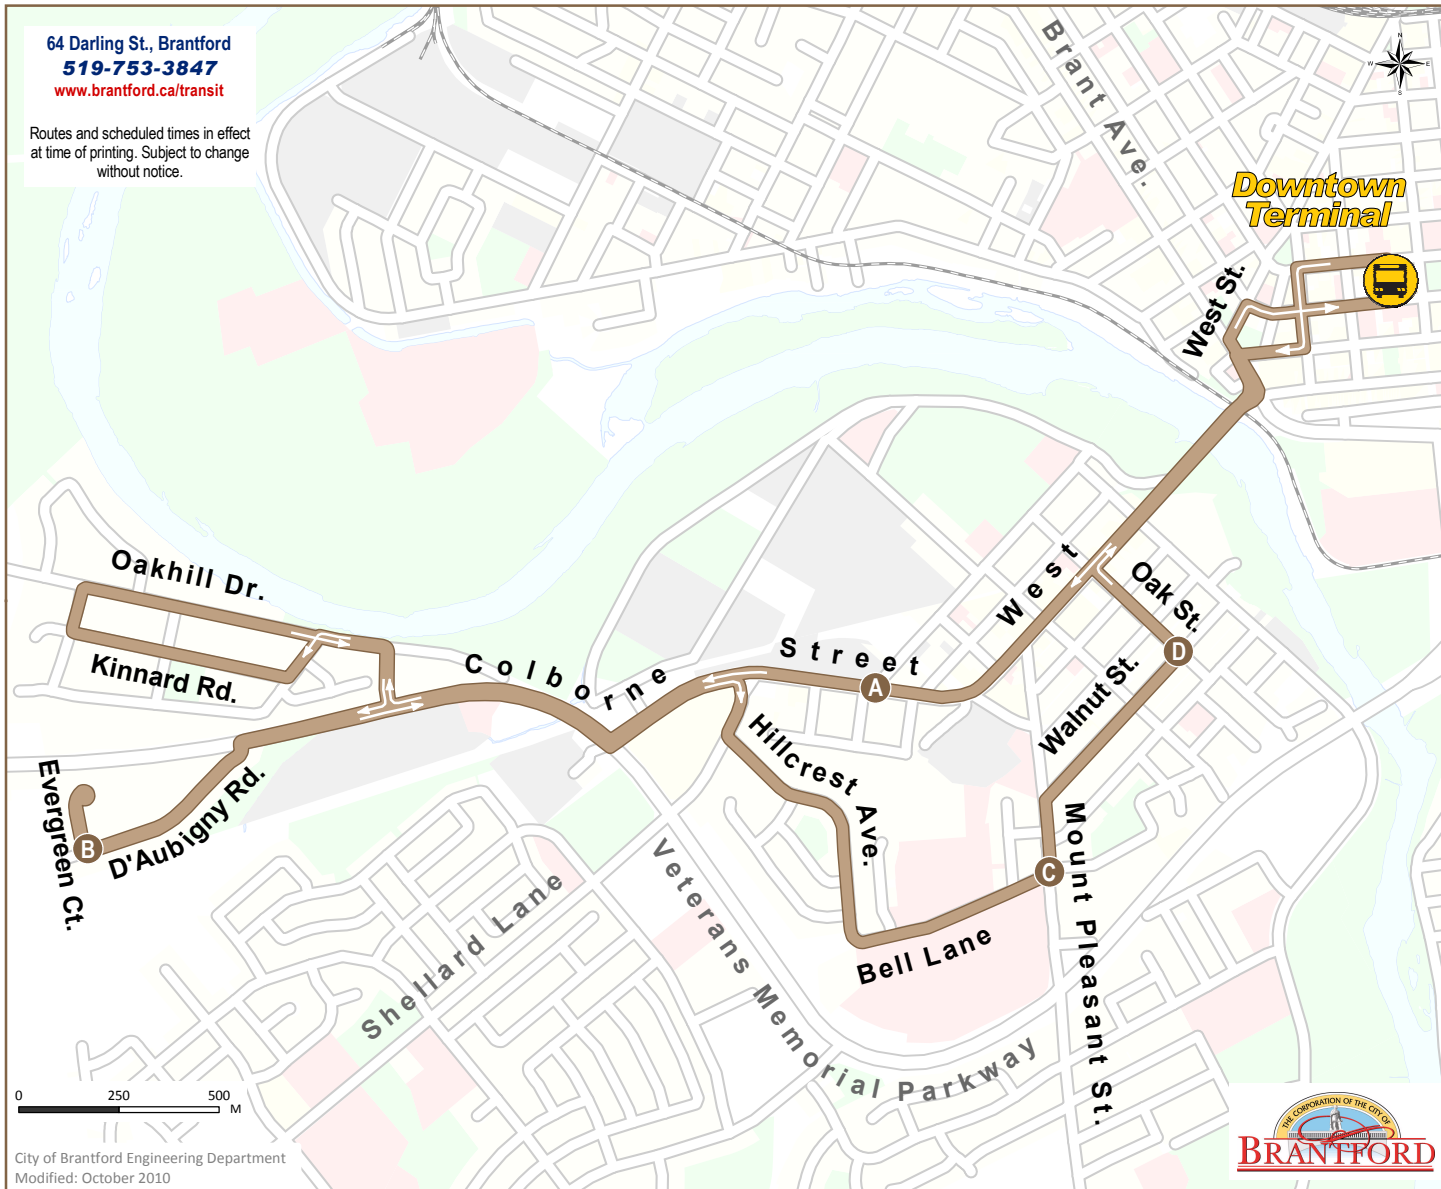 64 Darling St., Brantford
519-753-3847
www.brantford.ca/transit
Routes and scheduled times in effect
at time of printing. Subject to change
without notice.
Brant Ave.
N
W
E
S
Downtown
Terminal
West St.
Oakhill Dr.
Kinnard Rd.
Colborne
Street
West
A
Oak St.
D
Walnut St.
Hillcrest Ave.
Evergreen Ct.
B
D'Aubigny Rd.
C
Bell Lane
Mount Pleasant St.
Shellard Lane
Veterans Memorial Parkway
0 250 500
M
City of Brantford Engineering Department
Modified: October 2010
THE CORPORATION OF THE CITY OF
BRANTFORD